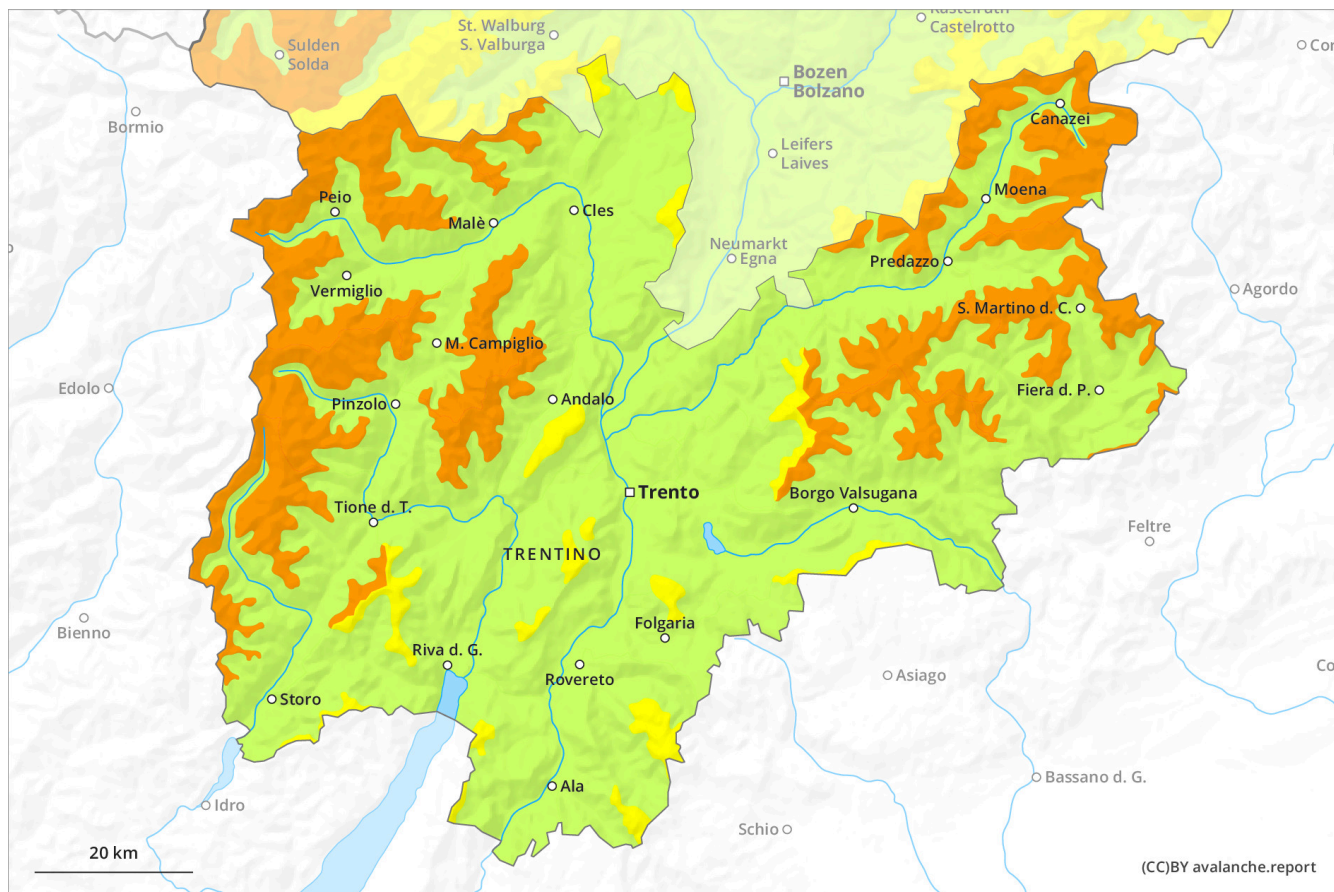 St. Walburg
S. Valburga
Kastelruth
Castelrotto
Sulden
Solda
Bozen
Bolzano
Bormio
Canazei
Leifers
Laives
Peio
Moena
Malè
Cles
Neumarkt
Egna
Predazzo
Vermiglio
Agordo
S. Martino d. C.
M. Campiglio
Edolo
Fiera d. P.
Pinzolo
Andalo
Trento
Borgo Valsugana
Tione d. T.
Feltre
TRENTINO
Bienno
Folgaria
Riva d. G.
Rovereto
Asiago
Storo
Bassano d. G.
Ala
Idro
Schio
20 km
(CC)BY avalanche.report